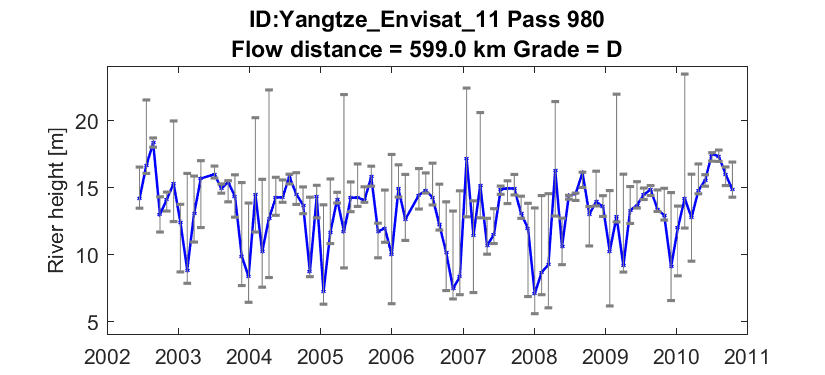 ID:Yangtze_Envisat_11 Pass 980
Flow distance = 599.0 km Grade = D
River height [m]
20
15
10
5
2002 2003 2004 2005 2006 2007 2008 2009 2010 2011